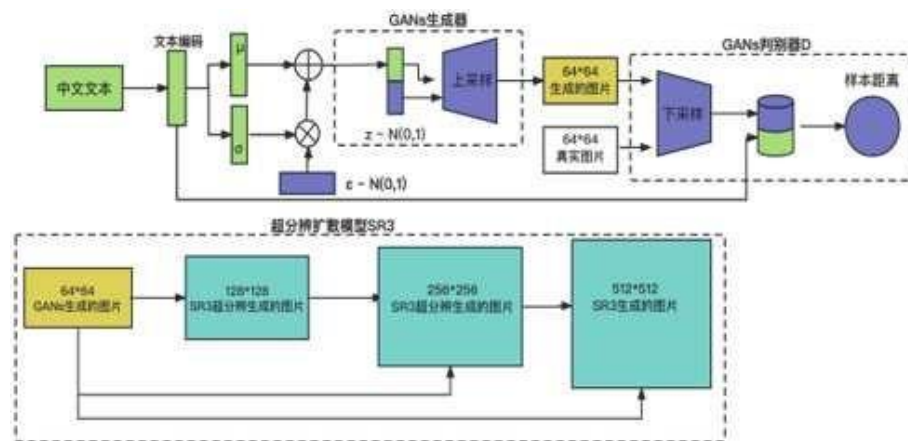 GANs生成器
GANs判别器D
文本编码
μ
中文文本
上采样
64*64
生成的图片
下采样
样本距离
σ
z ~ N(0,1)
64*64
真实图片
ε ~ N(0,1)
超分辨扩散模型SR3
64*64
GANs生成的图片
128*128
SR3超分辨生成的图片
256*256
SR3超分辨生成的图片
512*512
SR3生成的图片